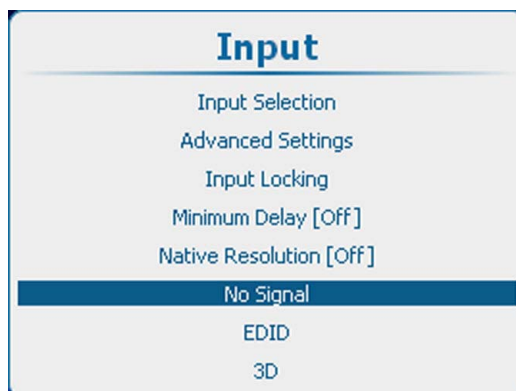 Input
Input Selection
Advanced Settings
Input Locking
Minimum Delay [Off]
Native Resolution [Off]
No Signal
EDID
3D